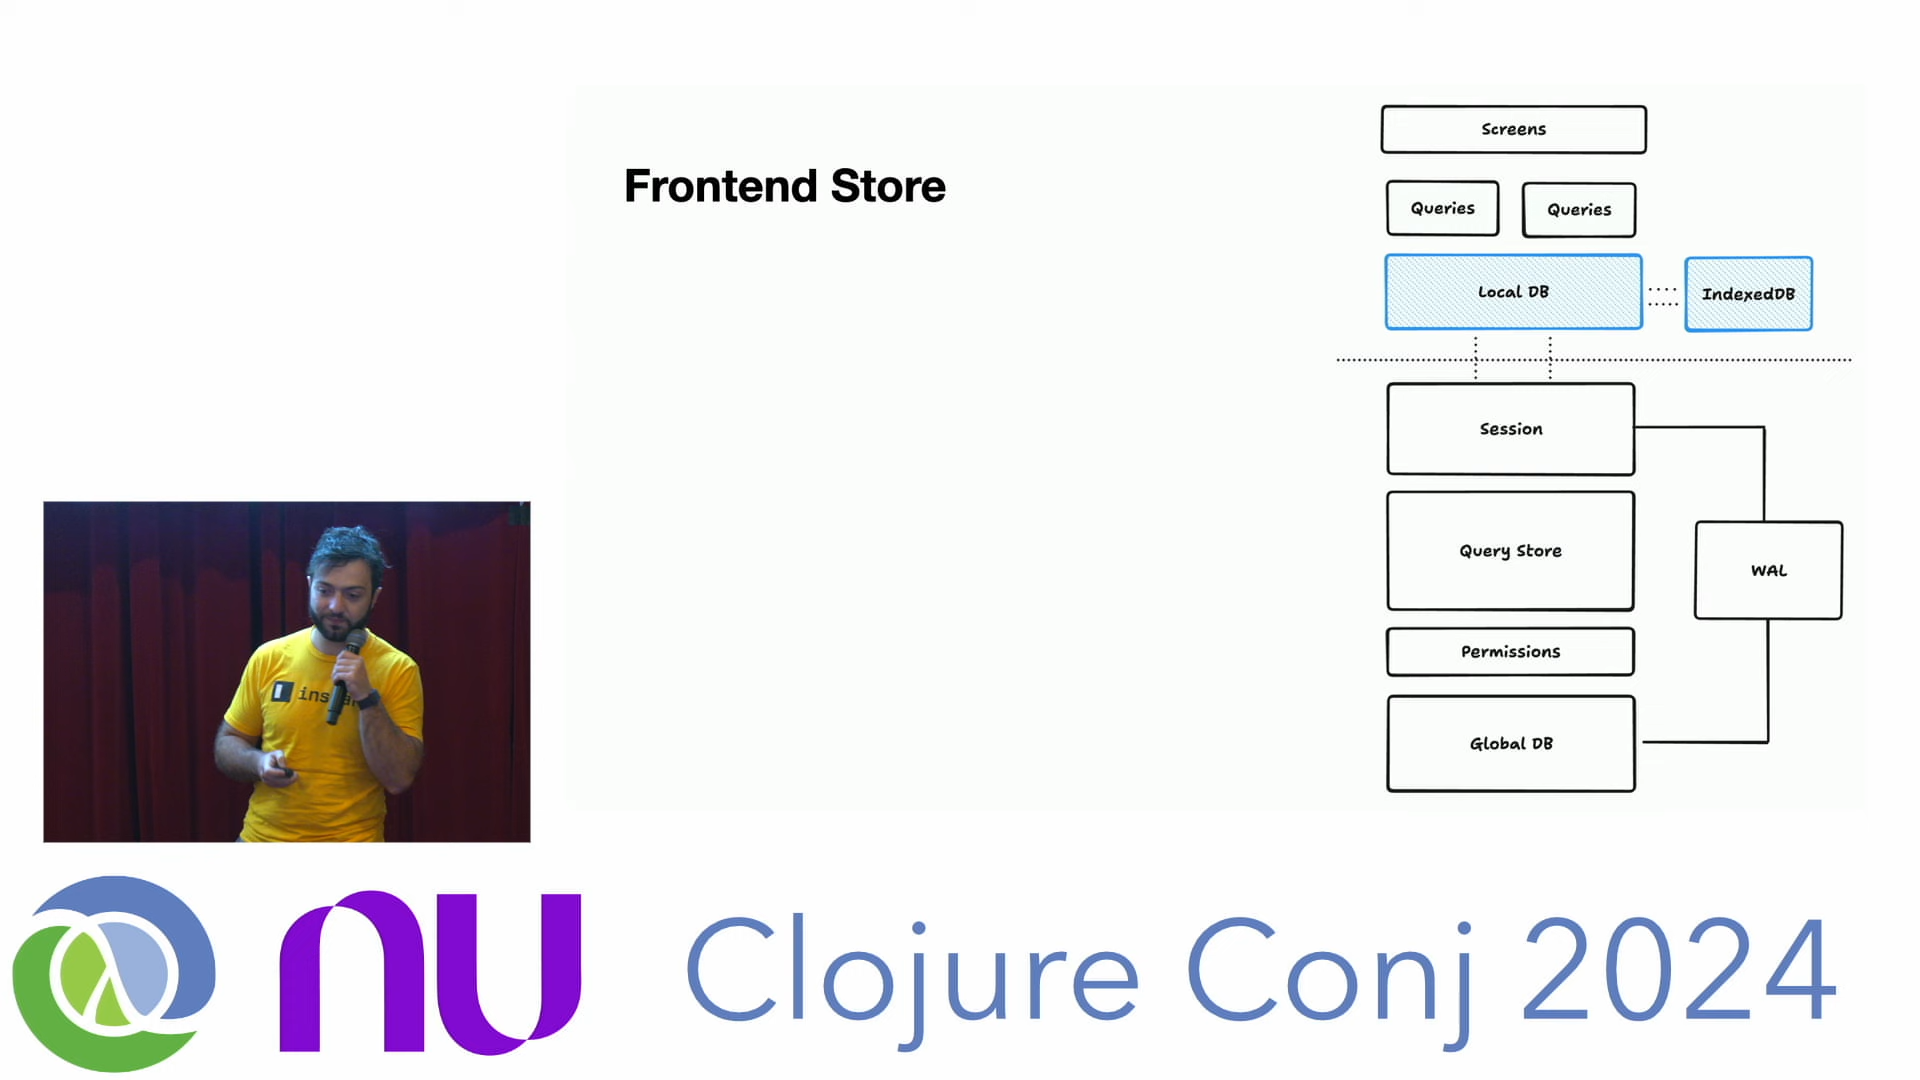 Frontend Store
Screens
Queries
Queries
Local DB
IndexedDB
Session
Query Store
WAL
Permissions
Global DB
nu
Clojure Conj 2024